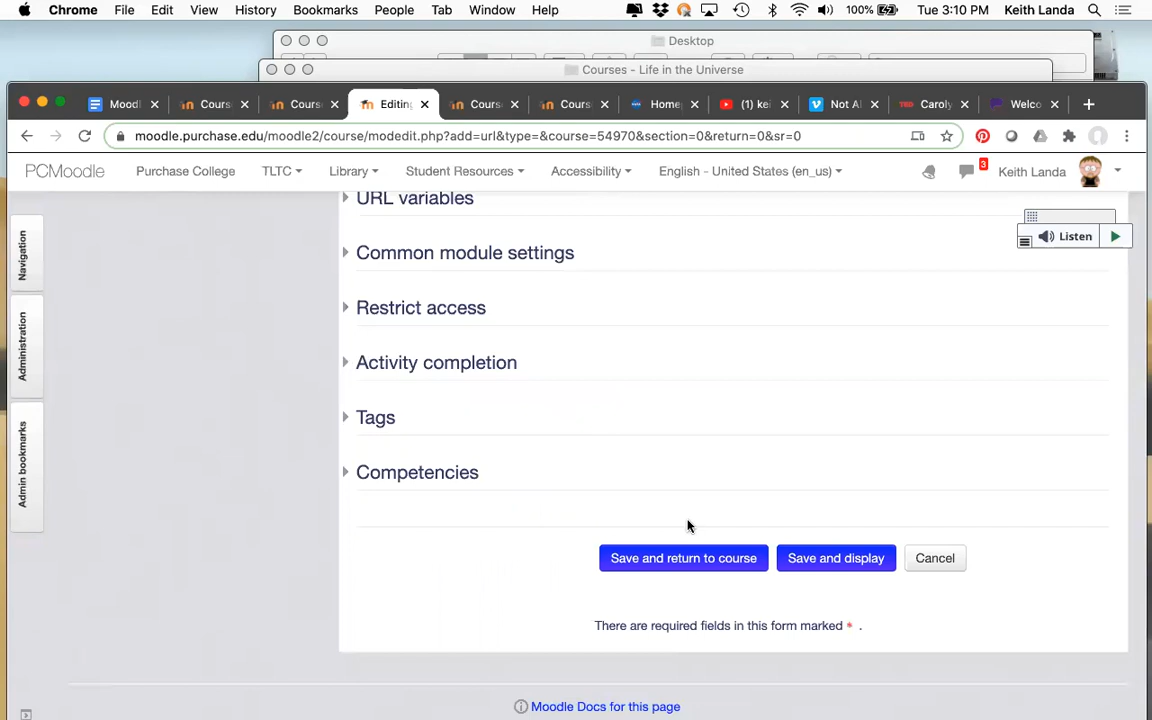 Chrome File Edit View History Bookmarks People Tab Window Help 100% Tue 3:10 PM Keith Landa
Desktop
Courses - Life in the Universe
Moodl Cours Course Editing Cours Cours Home (1) kei Not Al TED Caroly Welco
moodle.purchase.edu/moodle2/course/modedit.php?add=url&type=&course=54970&section=0&return=0&sr=0
PCMoodle Purchase College TLTC Library Student Resources Accessibility English - United States (en_us) 3 Keith Landa
URL variables
Navigation
Listen
Common module settings
Restrict access
Administration
Activity completion
Tags
Admin bookmarks
Competencies
Save and return to course Save and display Cancel
There are required fields in this form marked * .
Moodle Docs for this page